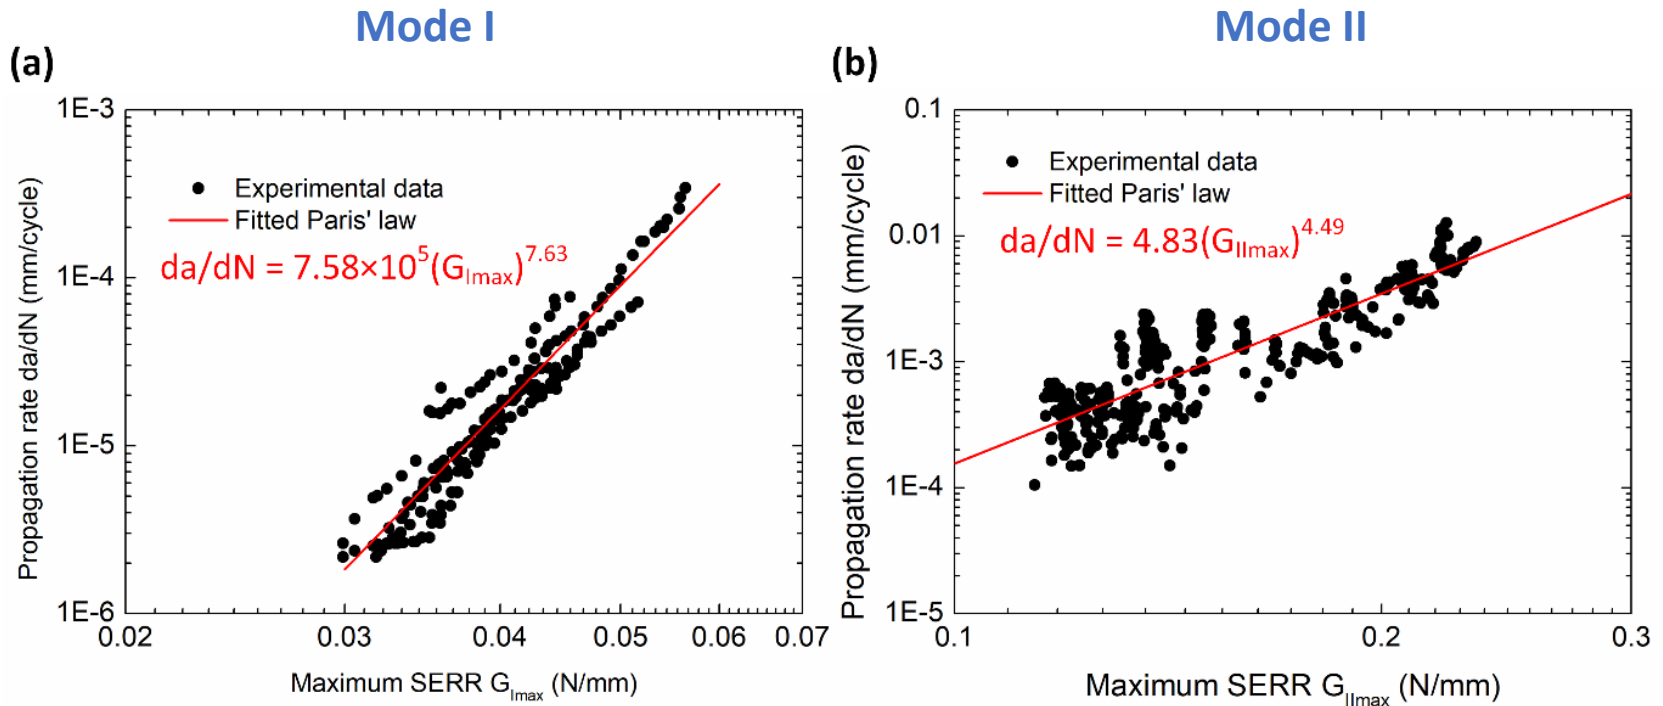 Mode I
(a)
1E-3
1E-4
1E-5
1E-6
Propagation rate da/dN (mm/cycle)
Experimental data
Fitted Paris' law
da/dN = 7.58×10⁵(G_Imax)^7.63
0.02 0.03 0.04 0.05 0.06 0.07
Maximum SERR G_Imax (N/mm)
Mode II
(b)
0.1
0.01
1E-3
1E-4
1E-5
Propagation rate da/dN (mm/cycle)
Experimental data
Fitted Paris' law
da/dN = 4.83(G_IImax)^4.49
0.1 0.2 0.3
Maximum SERR G_IImax (N/mm)